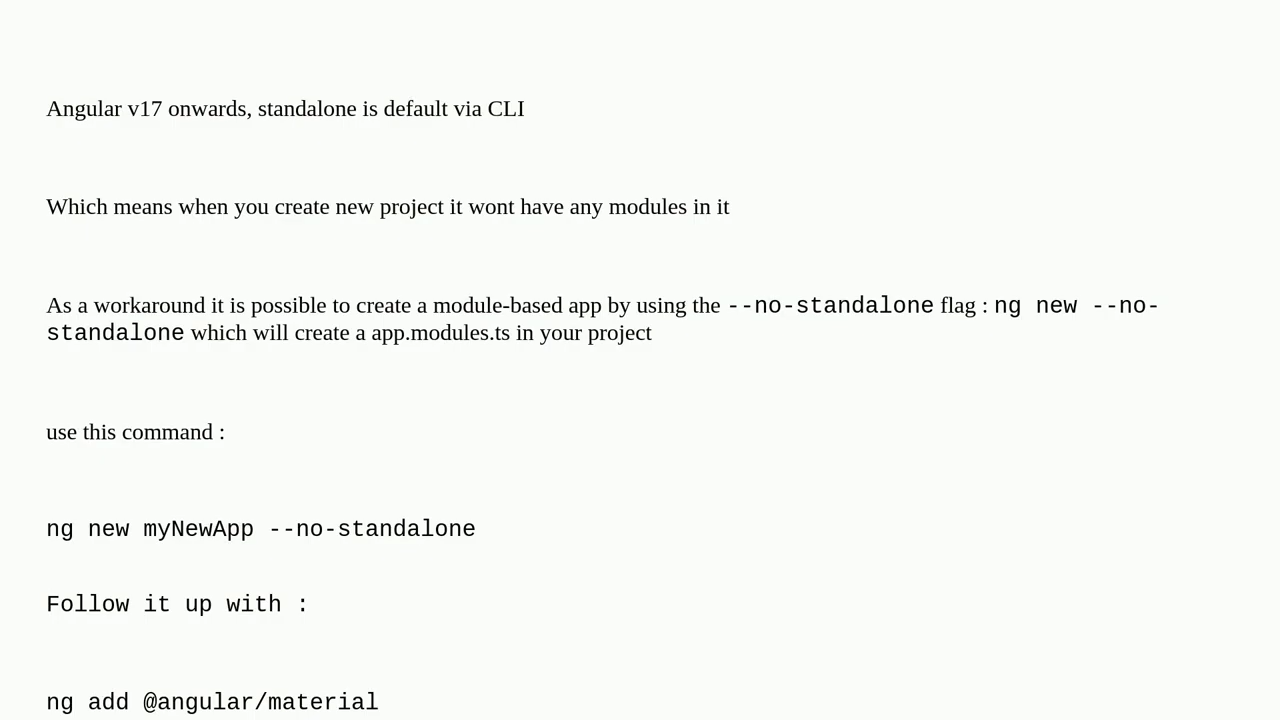 Angular v17 onwards, standalone is default via CLI
Which means when you create new project it wont have any modules in it
As a workaround it is possible to create a module-based app by using the --no-standalone flag : ng new --no-
standalone which will create a app.modules.ts in your project
use this command :
ng new myNewApp --no-standalone
Follow it up with :
ng add @angular/material